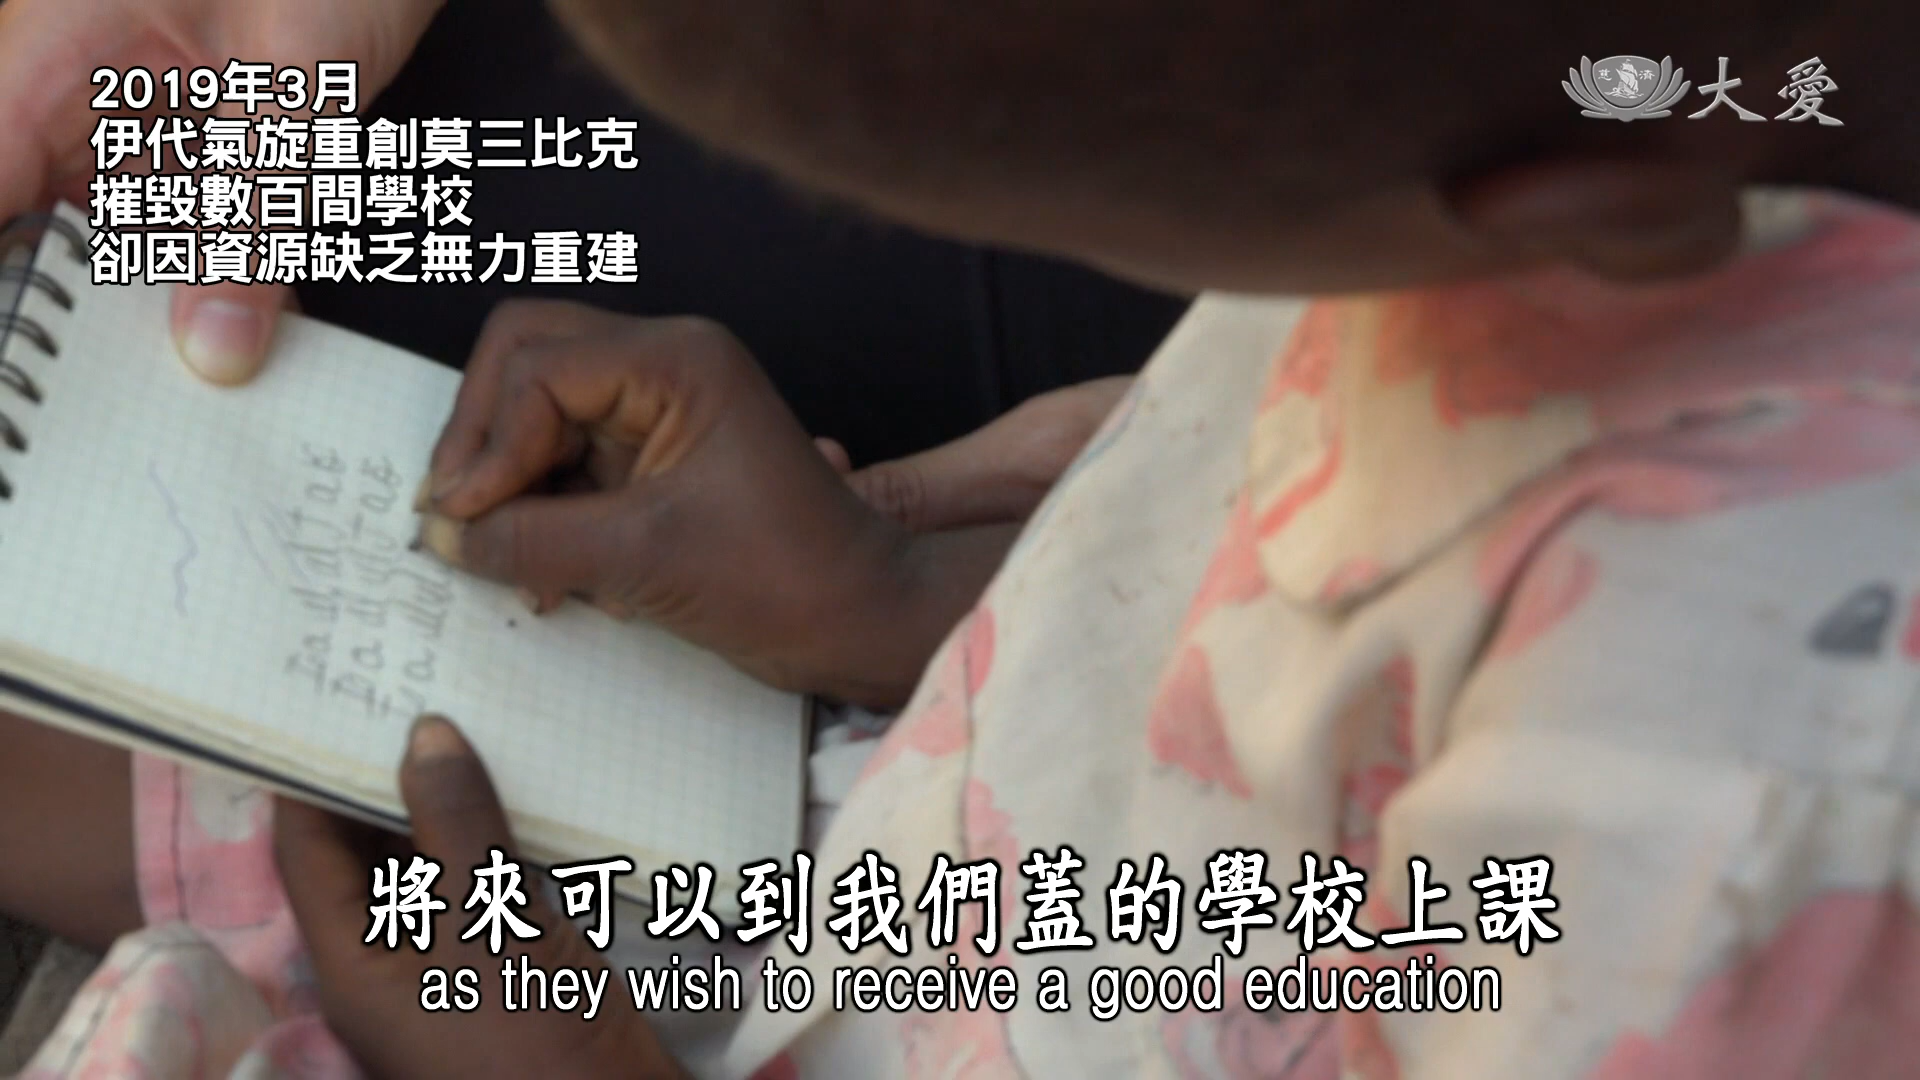 2019年3月
伊代氣旋重創莫三比克
摧毀數百間學校
卻因資源缺乏無力重建
慈濟
大愛
將來可以到我們蓋的學校上課
as they wish to receive a good education